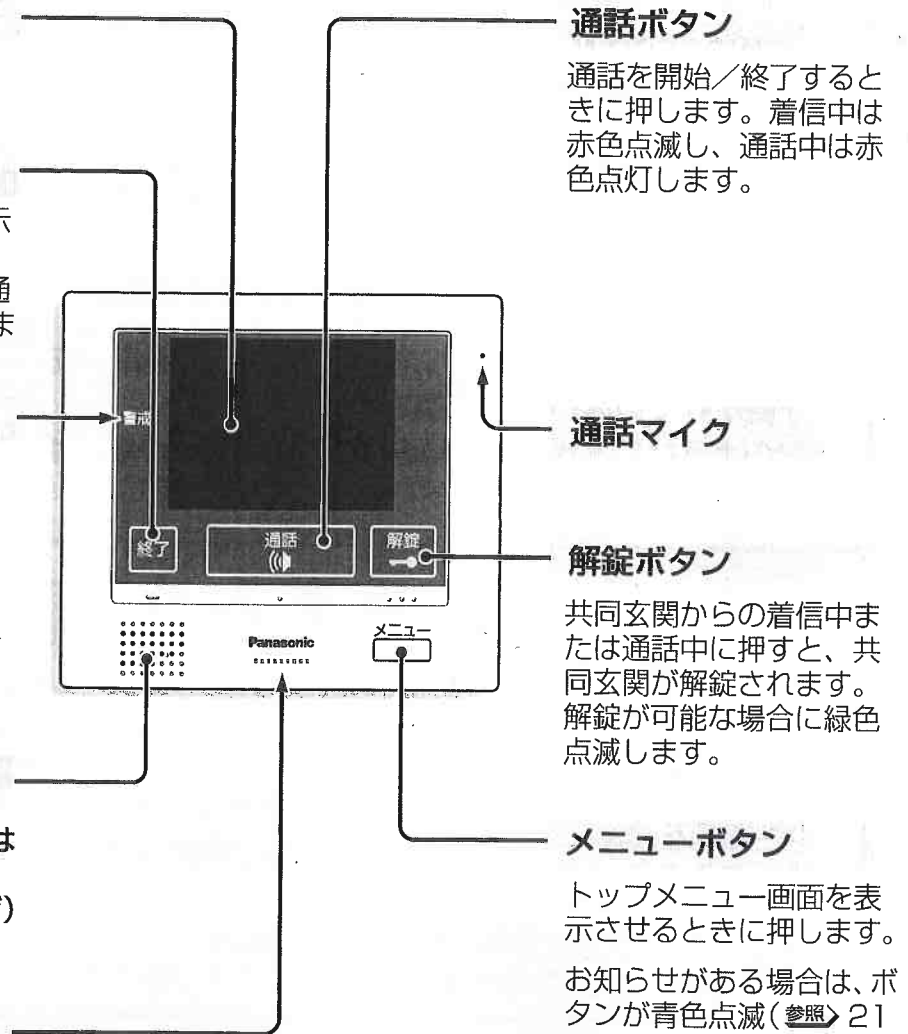 通話ボタン
通話を開始／終了すると
きに押します。着信中は
赤色点滅し、通話中は赤
色点灯します。
示
通
ま
警戒
通話マイク
終了
通話
解錠
解錠ボタン
共同玄関からの着信中ま
たは通話中に押すと、共
同玄関が解錠されます。
解錠が可能な場合に緑色
点滅します。
Panasonic
メニュー
は
)
メニューボタン
トップメニュー画面を表
示させるときに押します。
お知らせがある場合は、ボ
タンが青色点滅(参照 21